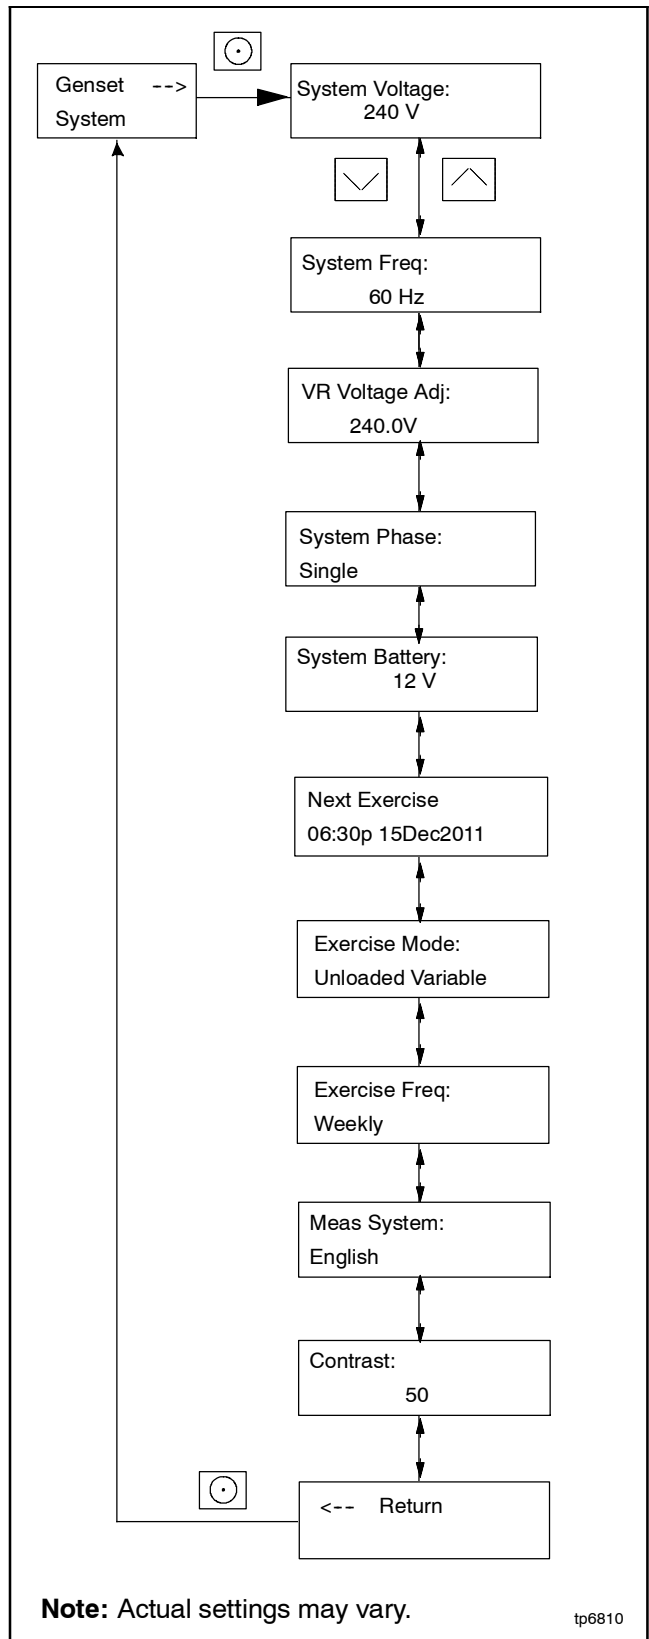 Genset -->
System
System Voltage:
240 V
System Freq:
60 Hz
VR Voltage Adj:
240.0V
System Phase:
Single
System Battery:
12 V
Next Exercise
06:30p 15Dec2011
Exercise Mode:
Unloaded Variable
Exercise Freq:
Weekly
Meas System:
English
Contrast:
50
<-- Return
Note: Actual settings may vary.
tp6810